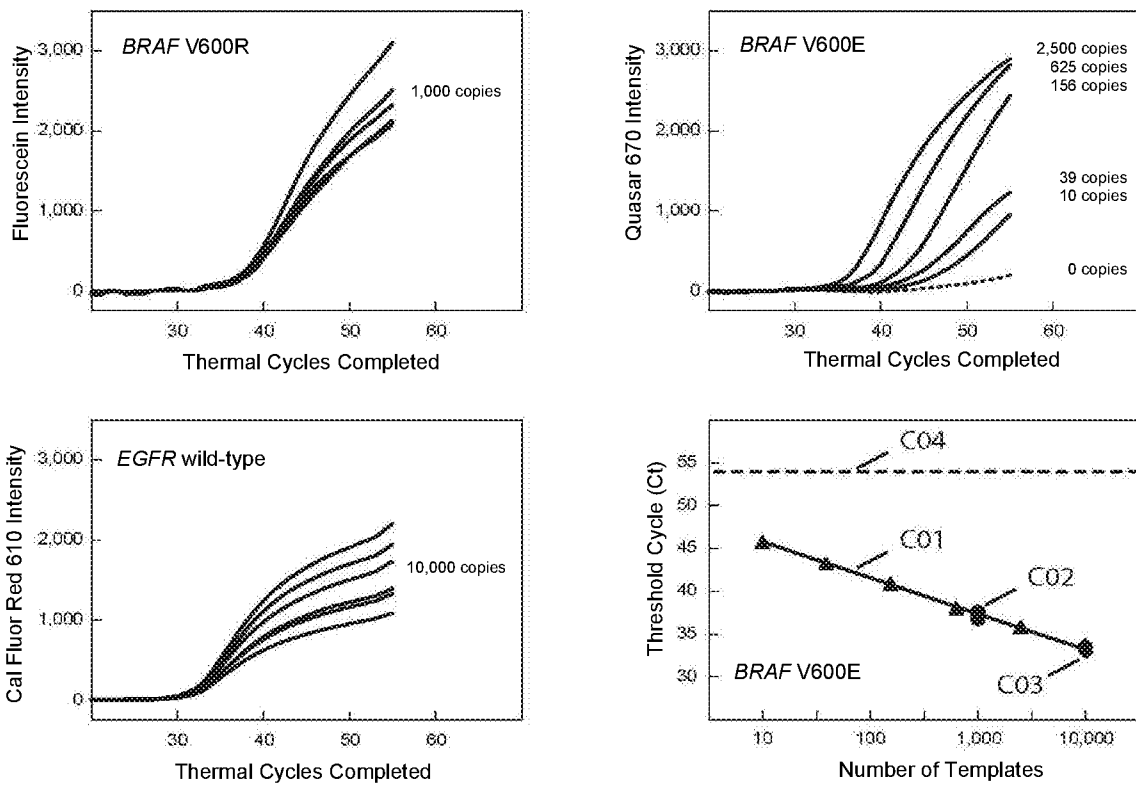 BRAF V600R
Fluorescein Intensity
3,000
2,000
1,000
0
1,000 copies
30 40 50 60
Thermal Cycles Completed
BRAF V600E
Quasar 670 Intensity
3,000
2,000
1,000
0
2,500 copies
625 copies
156 copies
39 copies
10 copies
0 copies
30 40 50 60
Thermal Cycles Completed
EGFR wild-type
Cal Fluor Red 610 Intensity
3,000
2,000
1,000
0
10,000 copies
30 40 50 60
Thermal Cycles Completed
Threshold Cycle (Ct)
55
50
45
40
35
30
C04
C01
C02
C03
BRAF V600E
10 100 1,000 10,000
Number of Templates